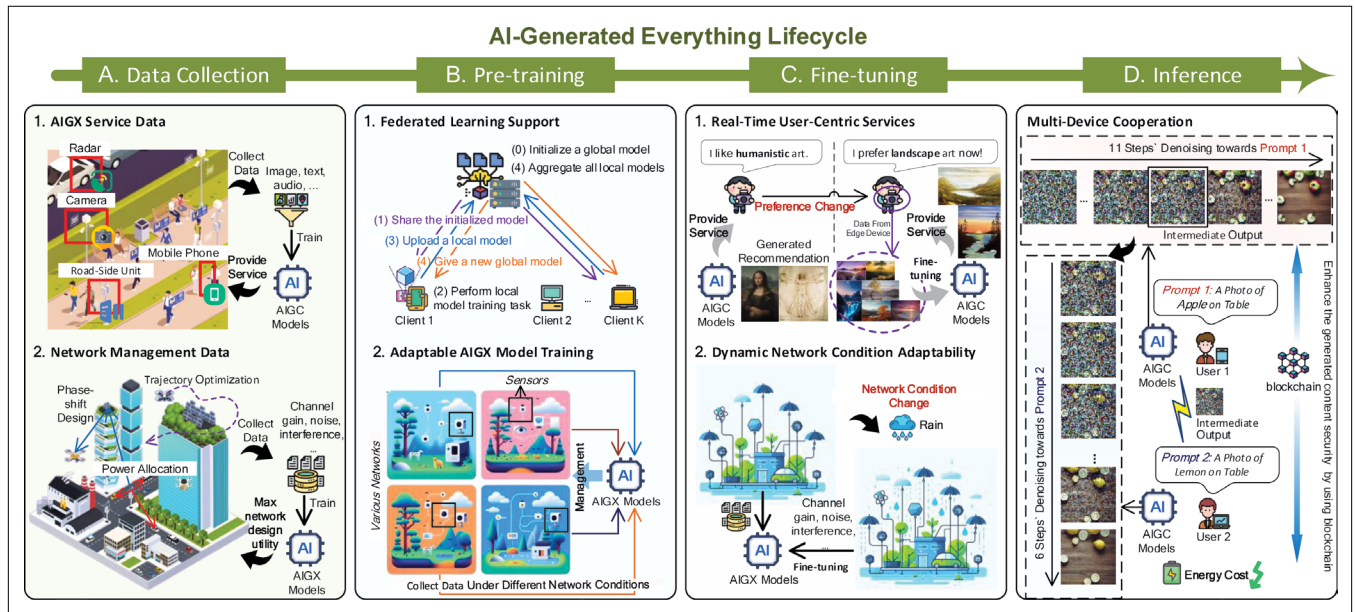 AI-Generated Everything Lifecycle
A. Data Collection
B. Pre-training
C. Fine-tuning
D. Inference
1. AIGX Service Data
Radar
Camera
Road-Side Unit
Mobile Phone
Collect
Data
Image, text,
audio, ...
Train
Provide
Service
AI
AIGC
Models
2. Network Management Data
Phase-
shift
Design
Trajectory Optimization
Power Allocation
Collect
Data
Channel
gain, noise,
interference,
...
Train
Max
network
design
utility
AI
AIGX
Models
1. Federated Learning Support
(0) Initialize a global model
(4) Aggregate all local models
(1) Share the initialized model
(3) Upload a local model
(4) Give a new global model
(2) Perform local
model training task
Client 1
Client 2
...
Client K
2. Adaptable AIGX Model Training
Sensors
Various Networks
Management
AI
AIGX Models
Collect Data Under Different Network Conditions
1. Real-Time User-Centric Services
I like humanistic art.
I prefer landscape art now!
Preference Change
Provide
Service
Generated
Recommendation
AI
AIGC
Models
Data From
Edge Device
Provide
Service
Fine-
tuning
AI
AIGC
Models
2. Dynamic Network Condition Adaptability
Network Condition
Change
Rain
Channel
gain, noise,
interference,
...
AI
AIGX Models
Fine-tuning
Multi-Device Cooperation
11 Steps` Denoising towards Prompt 1
...
...
Intermediate Output
6 Steps` Denoising towards Prompt 2
...
Prompt 1: A Photo of
Apple on Table
AI
AIGC
Models
User 1
Intermediate
Output
Prompt 2: A Photo of
Lemon on Table
AI
AIGC
Models
User 2
Energy Cost
blockchain
Enhance the generated content security by using blockchain